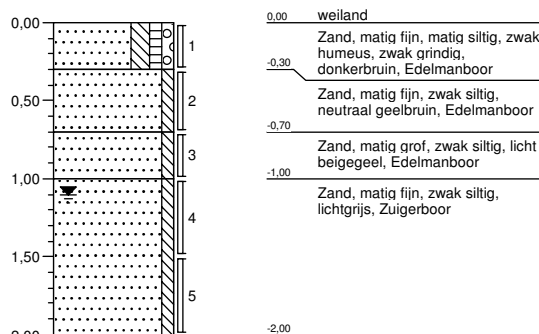 0,00
0,50
1,00
1,50
2,00
1
2
3
4
5
0,00 weiland
Zand, matig fijn, matig siltig, zwak
humeus, zwak grindig,
-0,30 donkerbruin, Edelmanboor
Zand, matig fijn, zwak siltig,
neutraal geelbruin, Edelmanboor
-0,70
Zand, matig grof, zwak siltig, licht
beigegeel, Edelmanboor
-1,00
Zand, matig fijn, zwak siltig,
lichtgrijs, Zuigerboor
-2,00